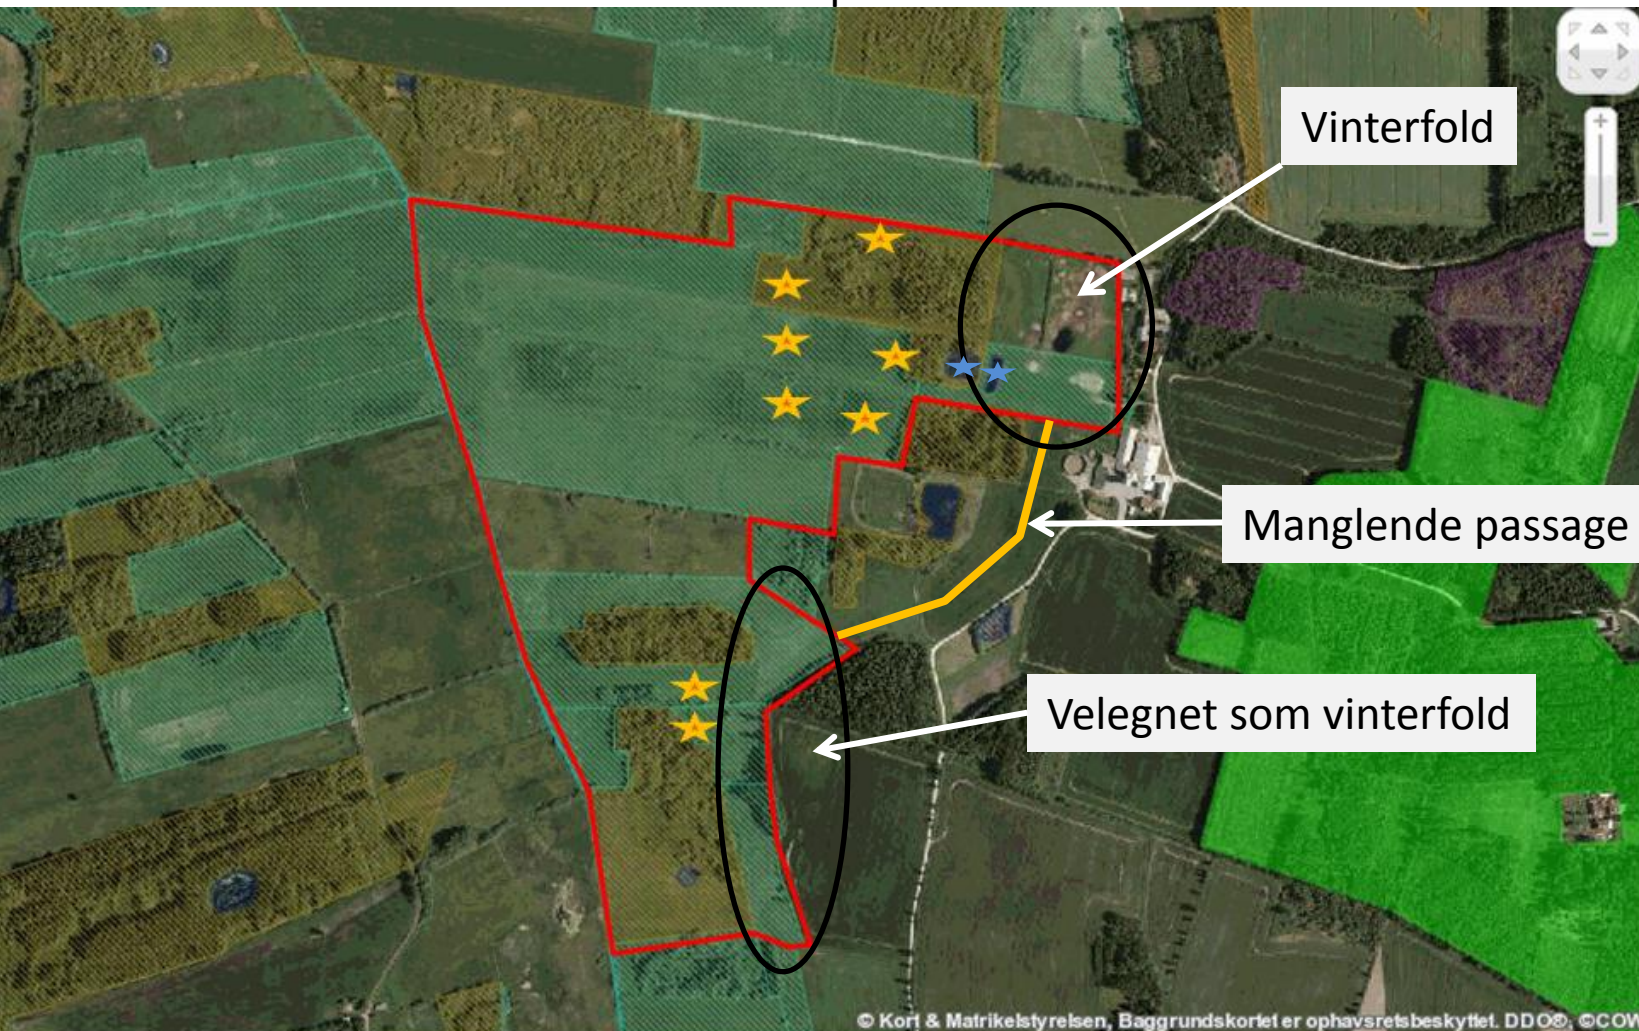 Vinterfold
Manglende passage
Velegnet som vinterfold
© Kort & Matrikelstyrelsen, Baggrundskortet er ophavsretsbeskyttet. DDO®, ©COW